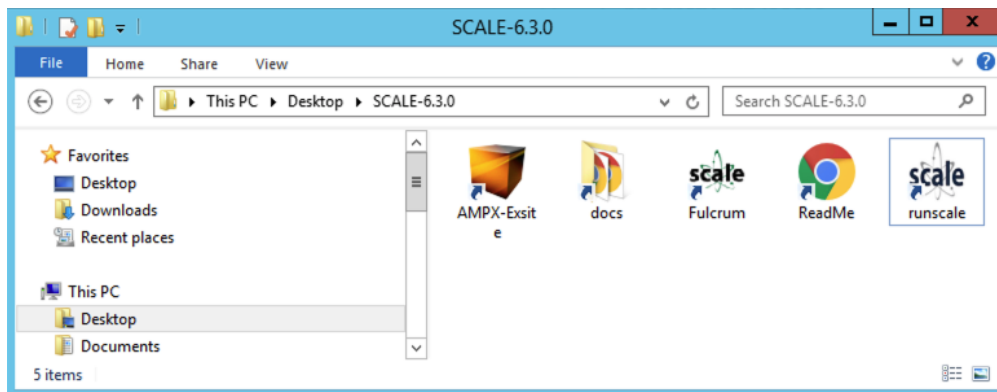 SCALE-6.3.0
File Home Share View
This PC Desktop SCALE-6.3.0 Search SCALE-6.3.0
Favorites
Desktop
Downloads
Recent places
This PC
Desktop
Documents
scale
scale
AMPX-Exsit
e
docs
Fulcrum
ReadMe
runscale
5 items